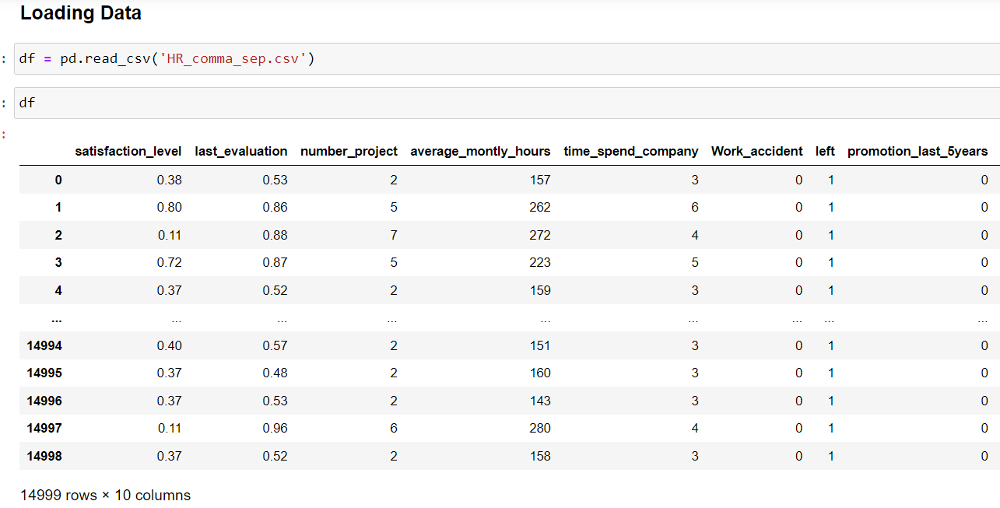 Loading Data
: df = pd.read_csv('HR_comma_sep.csv')
: df
:
satisfaction_level last_evaluation number_project average_montly_hours time_spend_company Work_accident left promotion_last_5years
0 0.38 0.53 2 157 3 0 1 0
1 0.80 0.86 5 262 6 0 1 0
2 0.11 0.88 7 272 4 0 1 0
3 0.72 0.87 5 223 5 0 1 0
4 0.37 0.52 2 159 3 0 1 0
... ... ... ... ... ... ... ... ...
14994 0.40 0.57 2 151 3 0 1 0
14995 0.37 0.48 2 160 3 0 1 0
14996 0.37 0.53 2 143 3 0 1 0
14997 0.11 0.96 6 280 4 0 1 0
14998 0.37 0.52 2 158 3 0 1 0
14999 rows × 10 columns